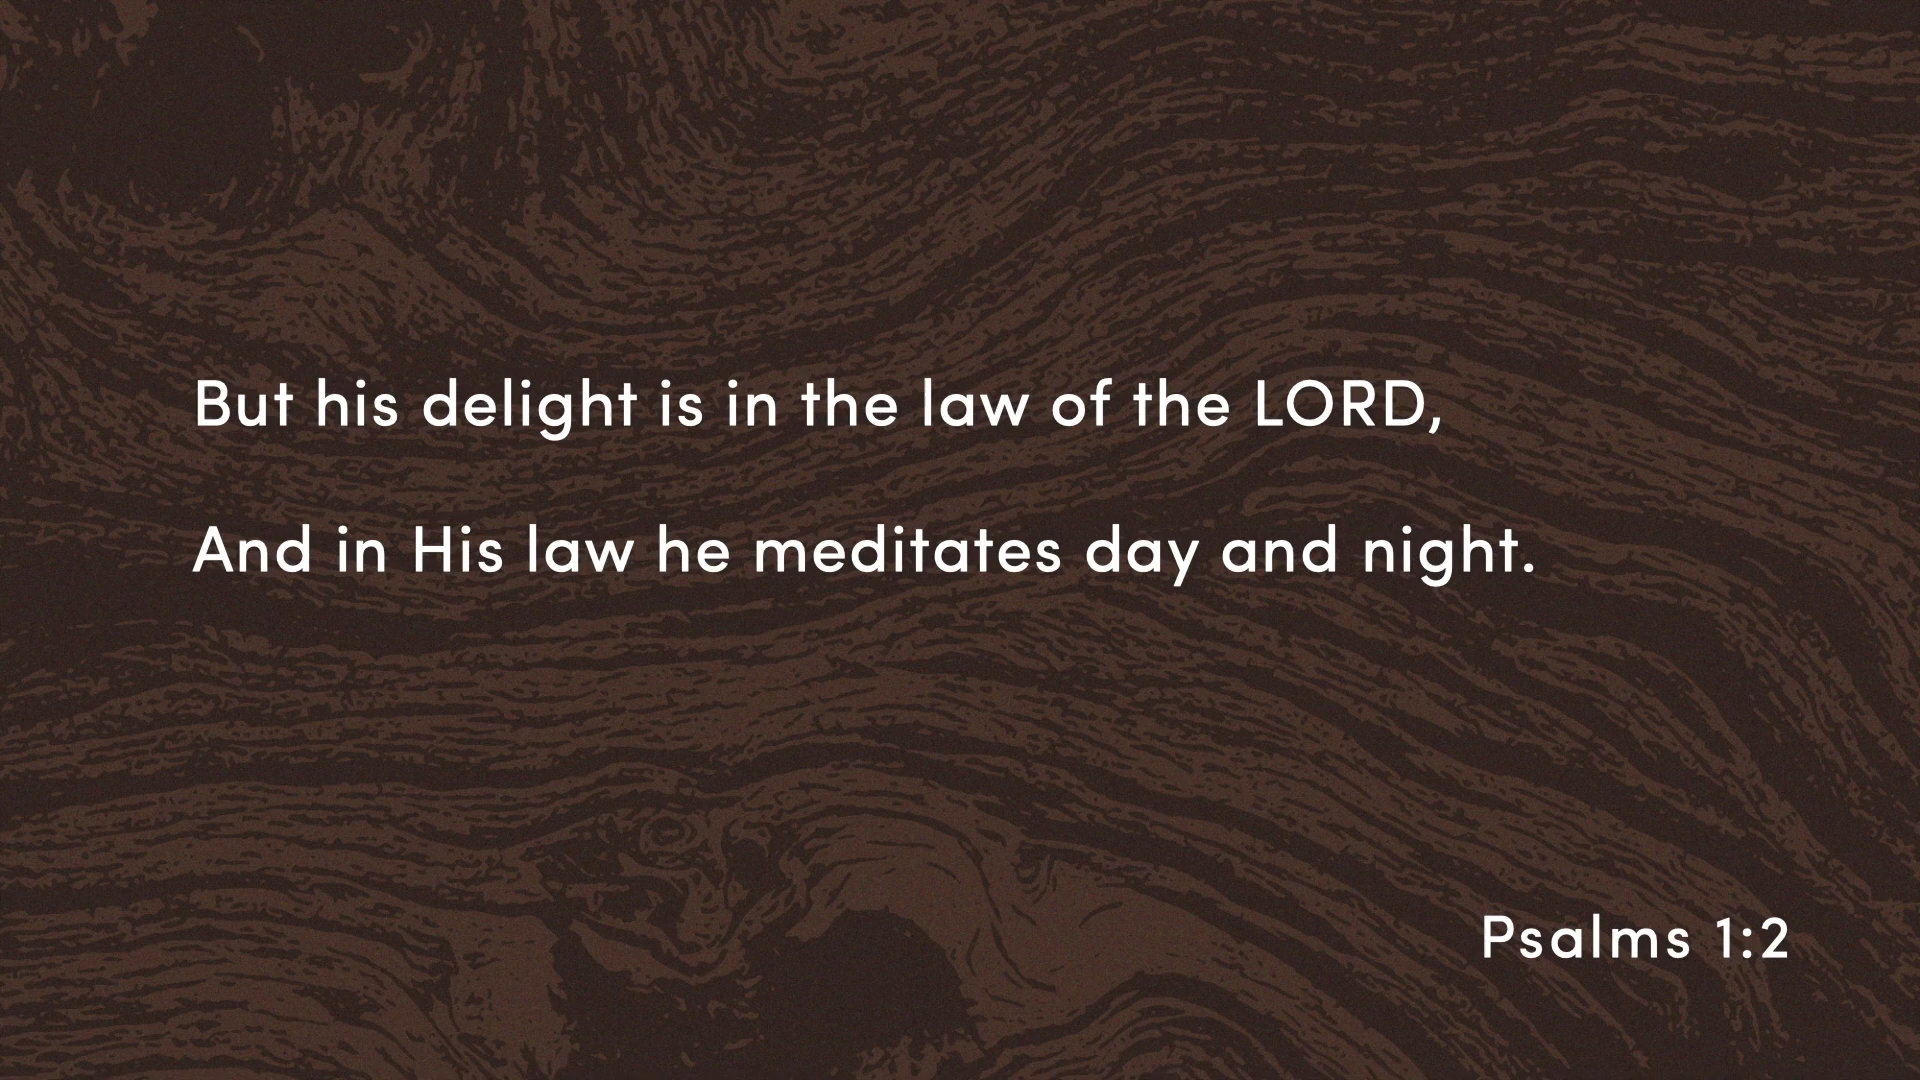 But his delight is in the law of the LORD,
And in His law he meditates day and night.
Psalms 1:2